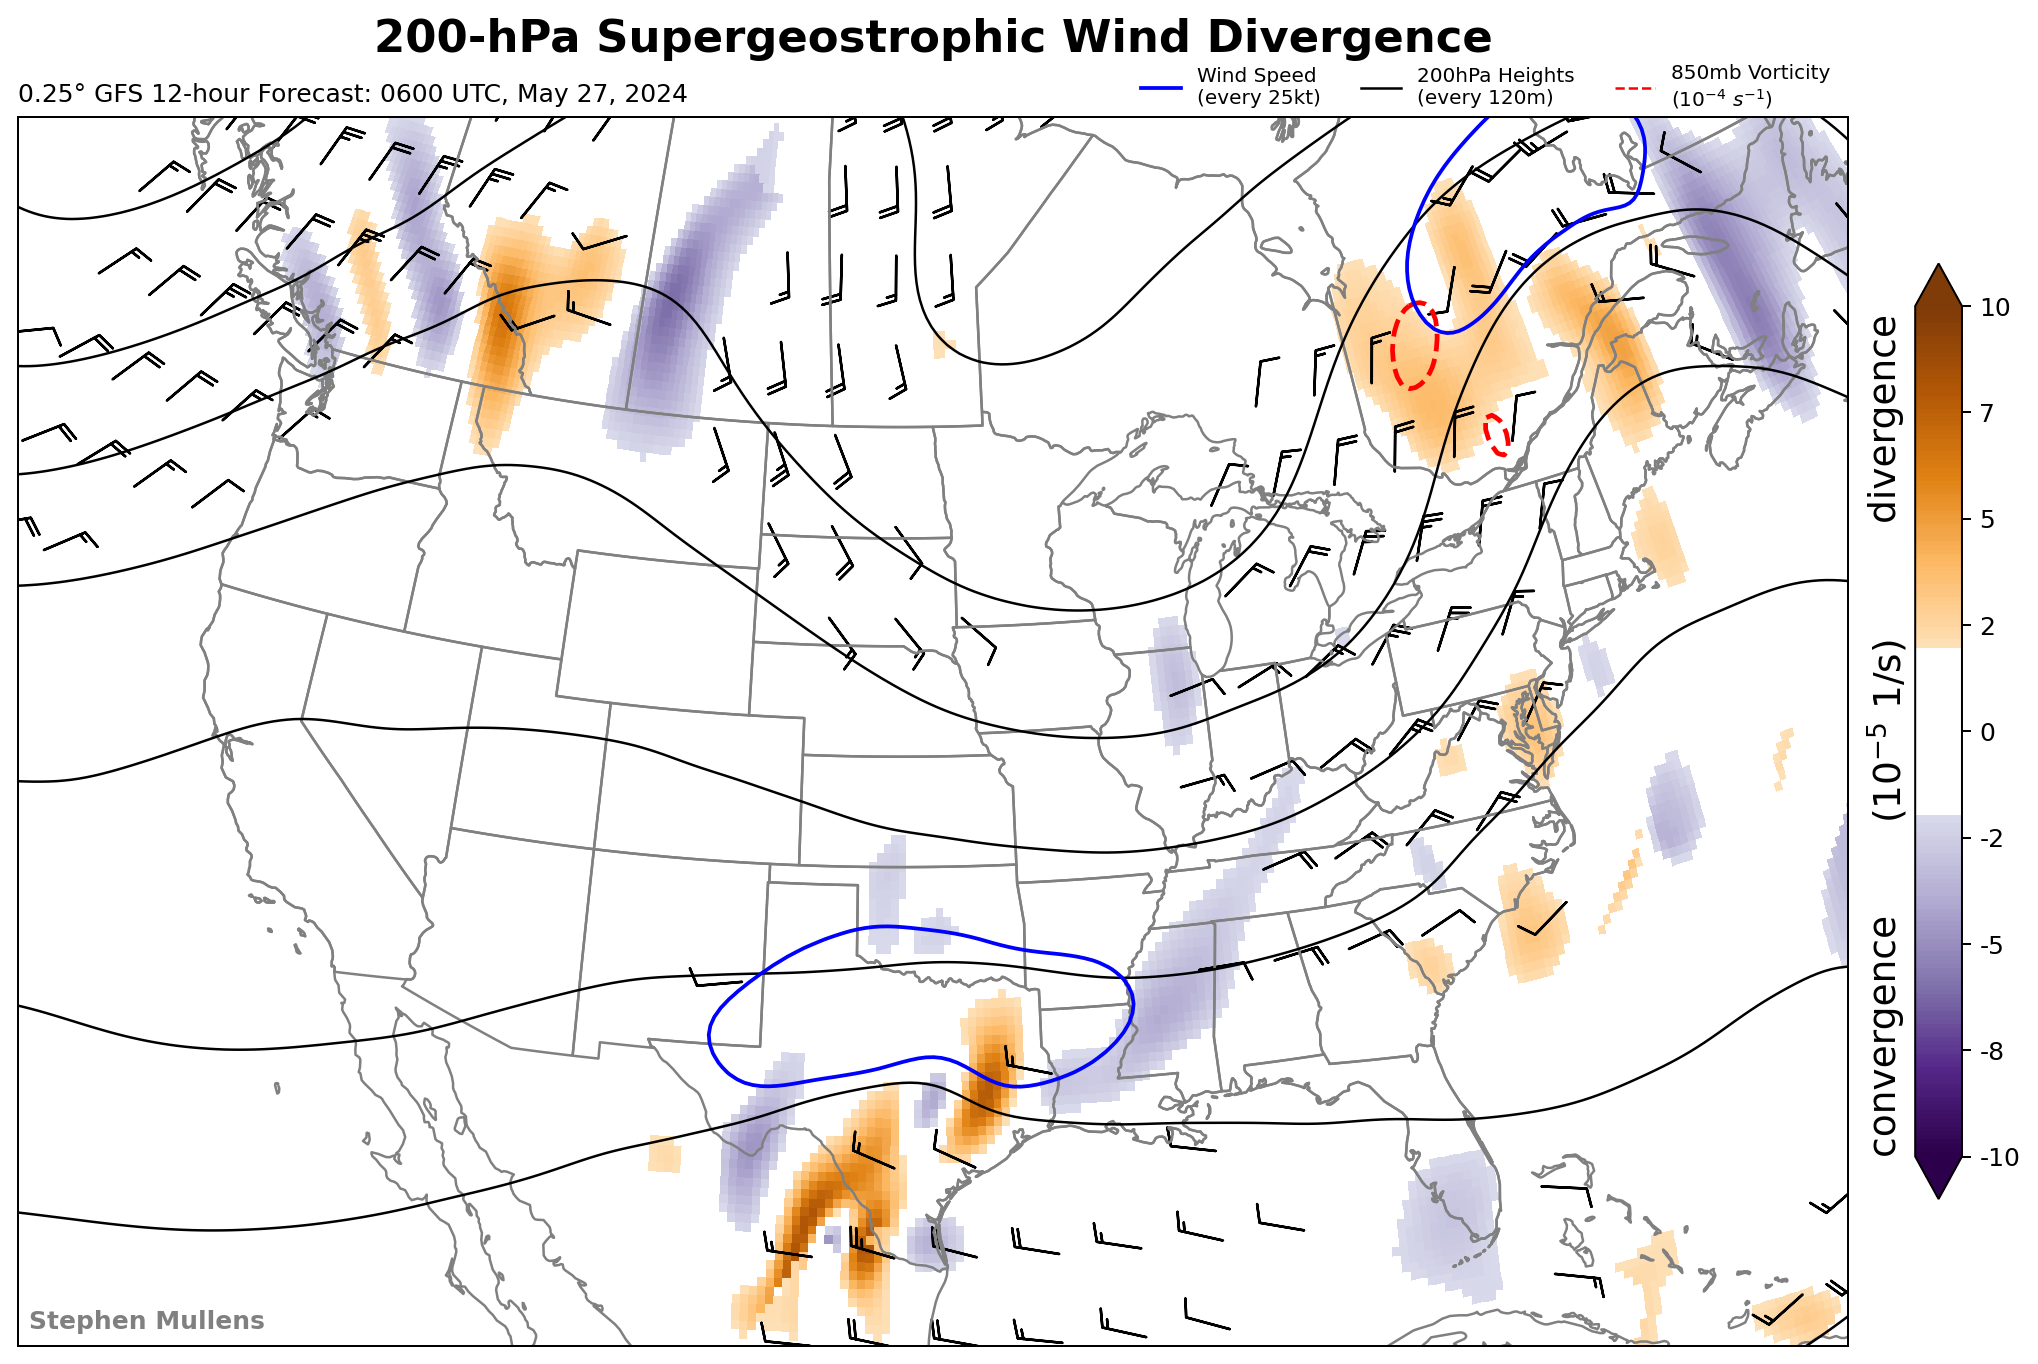 200-hPa Supergeostrophic Wind Divergence
0.25° GFS 12-hour Forecast: 0600 UTC, May 27, 2024
Wind Speed
(every 25kt)
200hPa Heights
(every 120m)
850mb Vorticity
(10⁻⁴ s⁻¹)
10
7
5
2
0
-2
-5
-8
-10
convergence (10⁻⁵ 1/s) divergence
Stephen Mullens